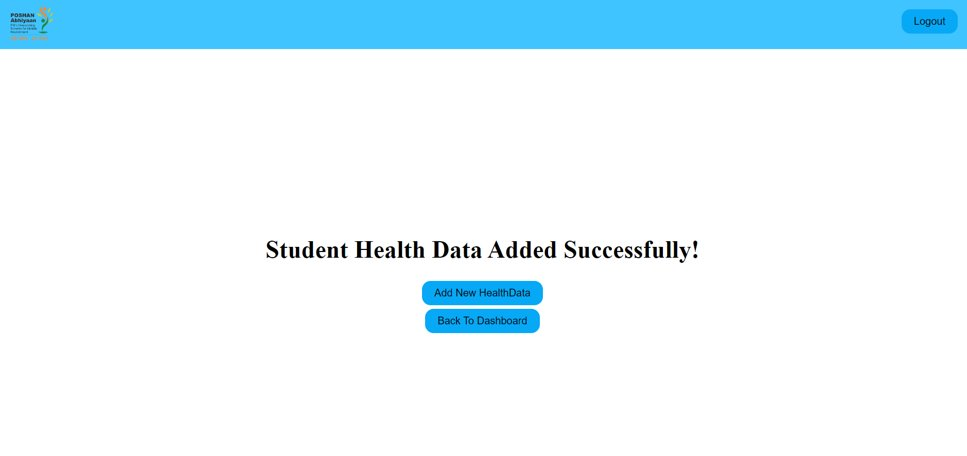 POSHAN
Abhiyaan
Logout
Student Health Data Added Successfully!
Add New HealthData
Back To Dashboard